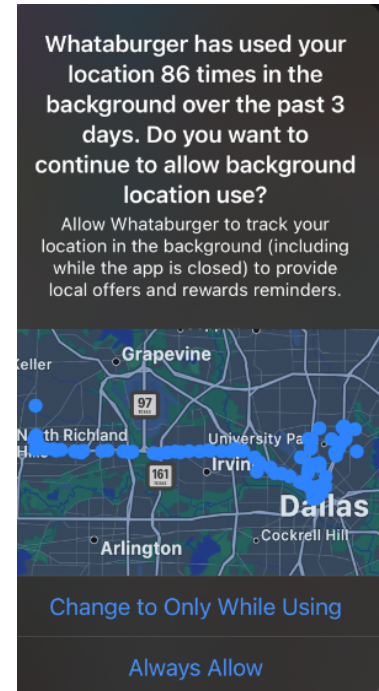 Whataburger has used your
location 86 times in the
background over the past 3
days. Do you want to
continue to allow background
location use?
Allow Whataburger to track your
location in the background (including
while the app is closed) to provide
local offers and rewards reminders.
Grapevine
Keller
97
TEXAS
North Richland
University Pa
161
TEXAS
Irvin
Dallas
Cockrell Hill
Arlington
Change to Only While Using
Always Allow